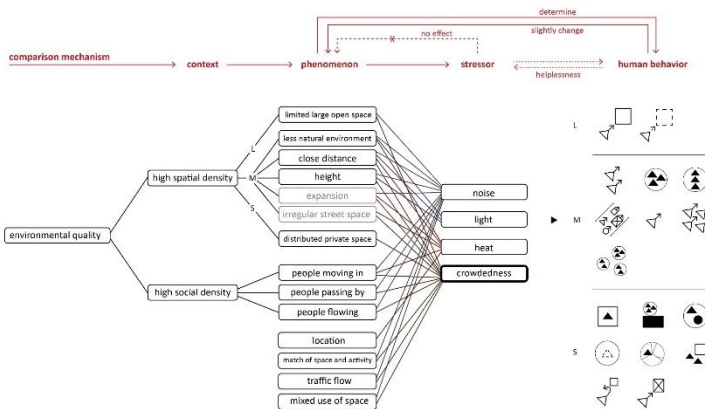 determine
slightly change
no effect
comparison mechanism
context
phenomenon
stressor
human behavior
helplessness
limited large open space
less natural environment
close distance
height
expansion
irregular street space
distributed private space
L
M
S
high spatial density
environmental quality
high social density
people moving in
people passing by
people flowing
location
match of space and activity
traffic flow
mixed use of space
noise
light
heat
crowdedness
L
M
S